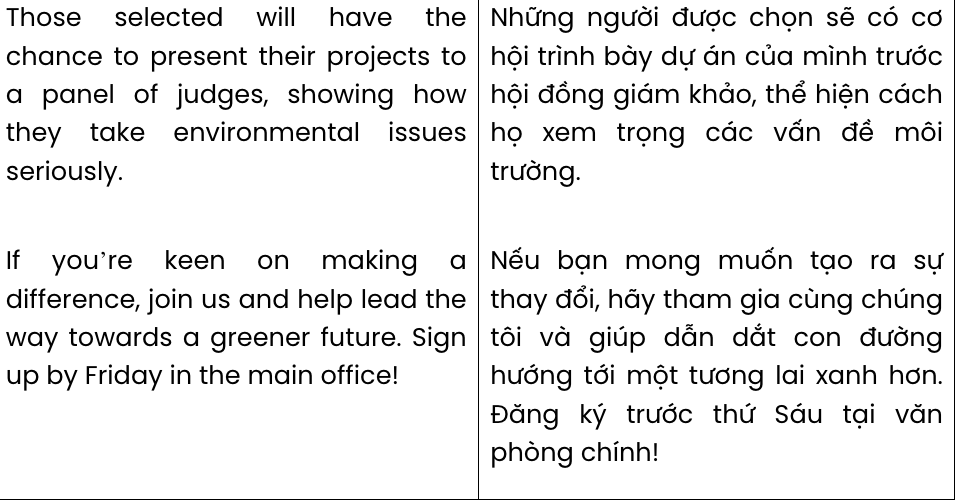 Those selected will have the
chance to present their projects to
a panel of judges, showing how
they take environmental issues
seriously.
If you’re keen on making a
difference, join us and help lead the
way towards a greener future. Sign
up by Friday in the main office!
Những người được chọn sẽ có cơ
hội trình bày dự án của mình trước
hội đồng giám khảo, thể hiện cách
họ xem trọng các vấn đề môi
trường.
Nếu bạn mong muốn tạo ra sự
thay đổi, hãy tham gia cùng chúng
tôi và giúp dẫn dắt con đường
hướng tới một tương lai xanh hơn.
Đăng ký trước thứ Sáu tại văn
phòng chính!